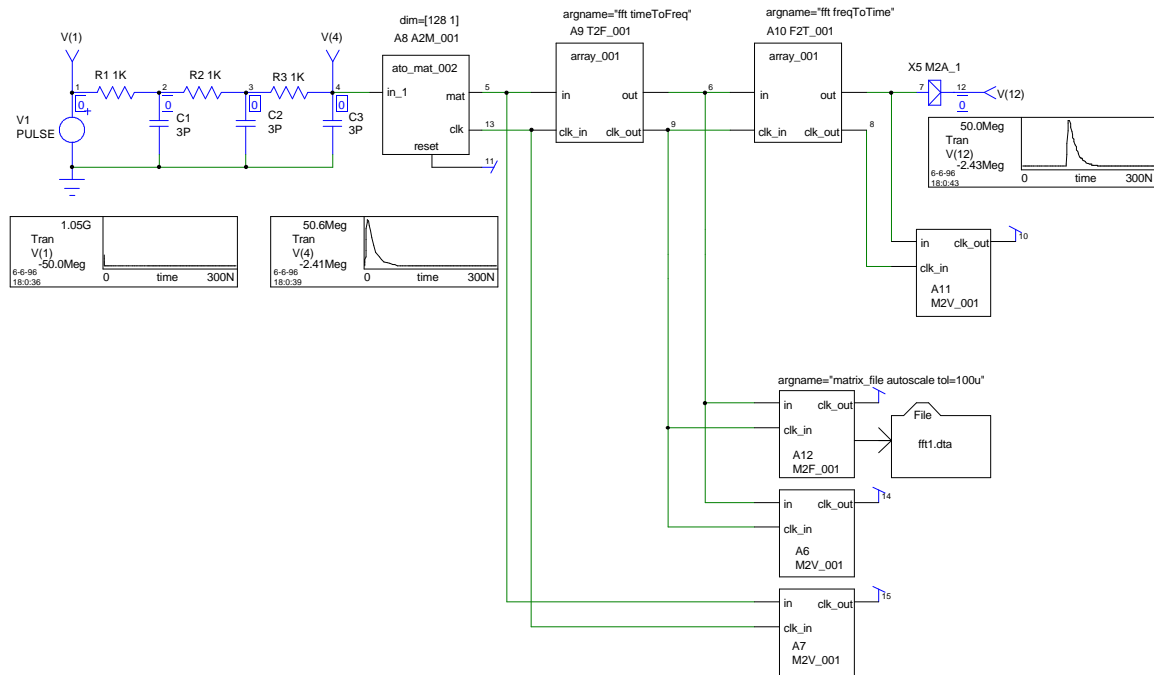 argname="fft timeToFreq"
argname="fft freqToTime"
dim=[128 1]
A8 A2M_001
A9 T2F_001
A10 F2T_001
V(1)
V(4)
ato_mat_002
array_001
array_001
X5 M2A_1
R1 1K
R2 1K
R3 1K
1
2
3
4
in_1
mat
5
in
out
6
in
out
7
12
V(12)
0
0
0
0
0
V1
PULSE
C1
3P
C2
3P
C3
3P
clk
13
clk_in
clk_out
9
clk_in
clk_out
8
reset
11
50.0Meg
Tran
V(12)
-2.43Meg
6-6-96
18:0:43
0
time
300N
1.05G
Tran
V(1)
-50.0Meg
6-6-96
18:0:36
0
time
300N
50.6Meg
Tran
V(4)
-2.41Meg
6-6-96
18:0:39
0
time
300N
in
clk_out
10
clk_in
A11
M2V_001
argname="matrix_file autoscale tol=100u"
in
clk_out
clk_in
A12
M2F_001
File
fft1.dta
in
clk_out
14
clk_in
A6
M2V_001
in
clk_out
15
clk_in
A7
M2V_001